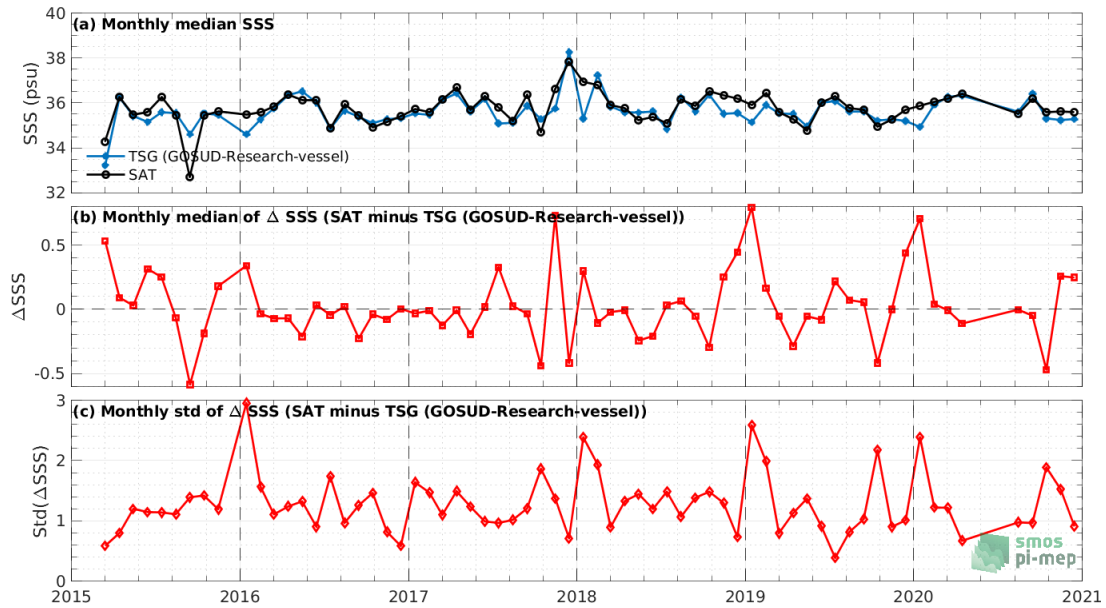 (a) Monthly median SSS
40
38
36
34
32
SSS (psu)
TSG (GOSUD-Research-vessel)
SAT
(b) Monthly median of Δ SSS (SAT minus TSG (GOSUD-Research-vessel))
0.5
0
-0.5
ΔSSS
(c) Monthly std of Δ SSS (SAT minus TSG (GOSUD-Research-vessel))
3
2
1
0
Std(ΔSSS)
smos
pi-mep
2015 2016 2017 2018 2019 2020 2021